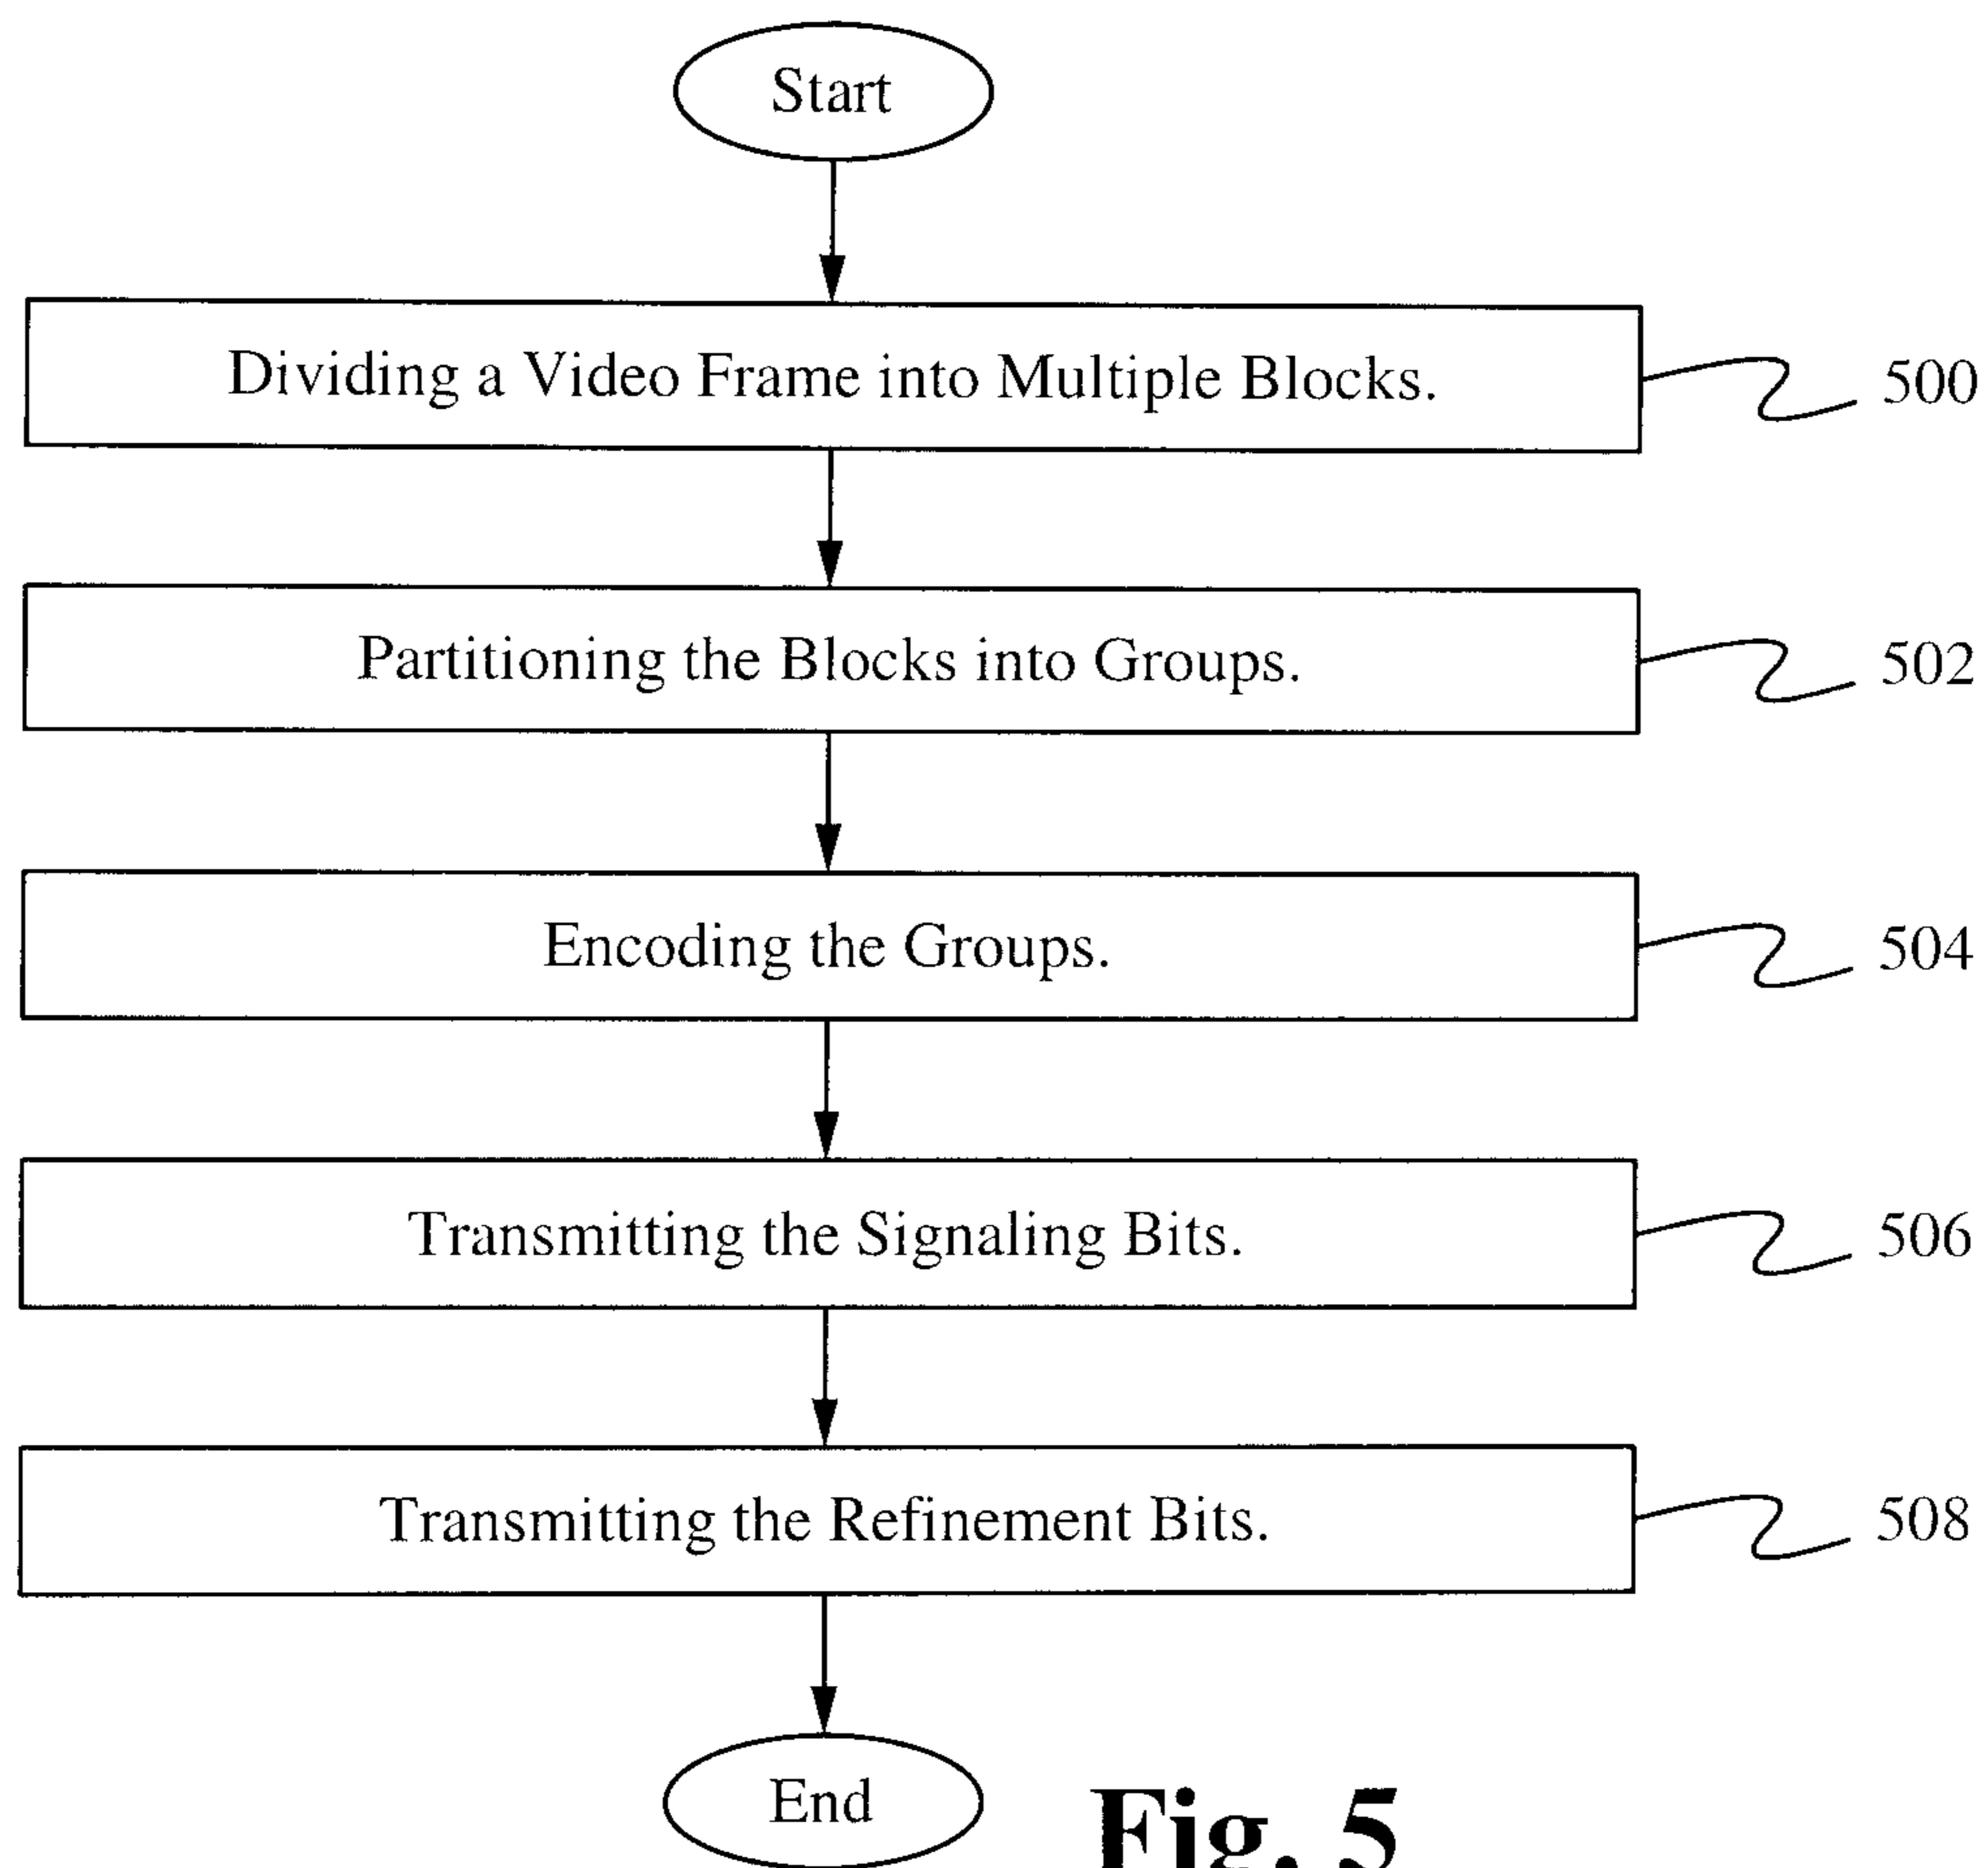 Start
Dividing a Video Frame into Multiple Blocks.
500
Partitioning the Blocks into Groups.
502
Encoding the Groups.
504
Transmitting the Signaling Bits.
506
Transmitting the Refinement Bits.
508
End
Fig. 5